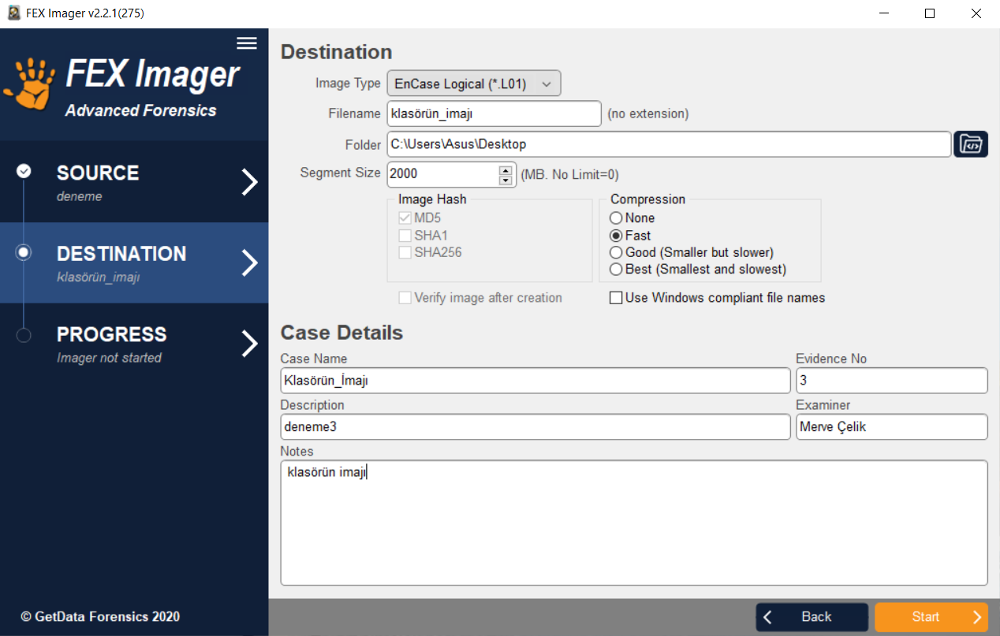 FEX Imager v2.2.1(275)
FEX Imager
Advanced Forensics
SOURCE
deneme
DESTINATION
klasörün_imajı
PROGRESS
Imager not started
© GetData Forensics 2020
Destination
Image Type EnCase Logical (*.L01)
Filename klasörün_imajı (no extension)
Folder C:\Users\Asus\Desktop
Segment Size 2000 (MB. No Limit=0)
Image Hash
MD5
SHA1
SHA256
Compression
None
Fast
Good (Smaller but slower)
Best (Smallest and slowest)
Verify image after creation
Use Windows compliant file names
Case Details
Case Name
Klasörün_İmajı
Evidence No
3
Description
deneme3
Examiner
Merve Çelik
Notes
klasörün imajı
Back
Start